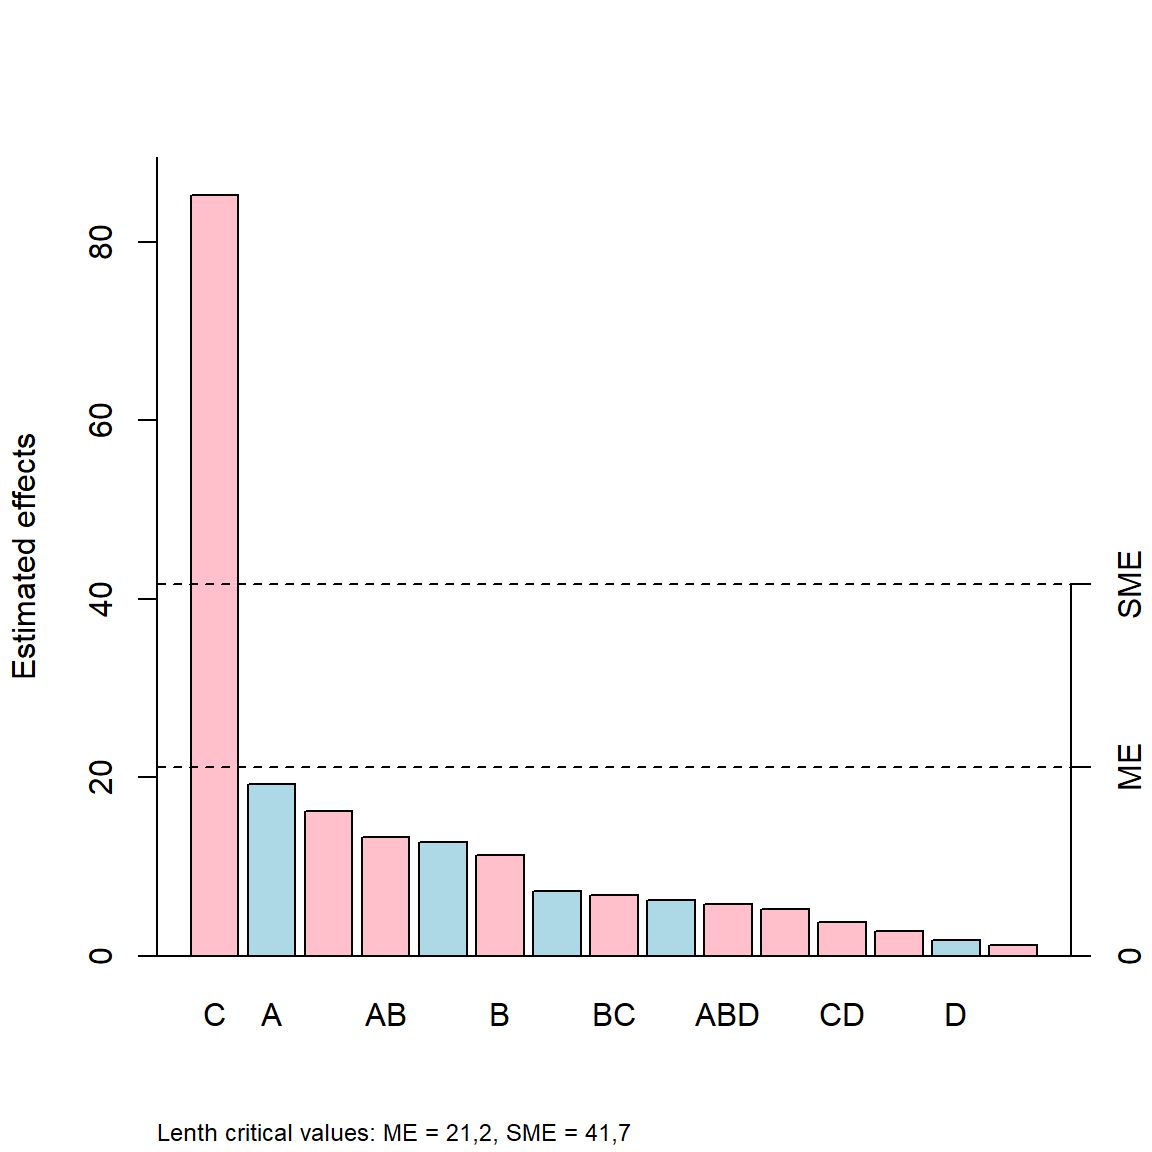 Estimated effects
80
60
40
20
0
SME
ME
0
C A AB B BC ABD CD D
Lenth critical values: ME = 21,2, SME = 41,7